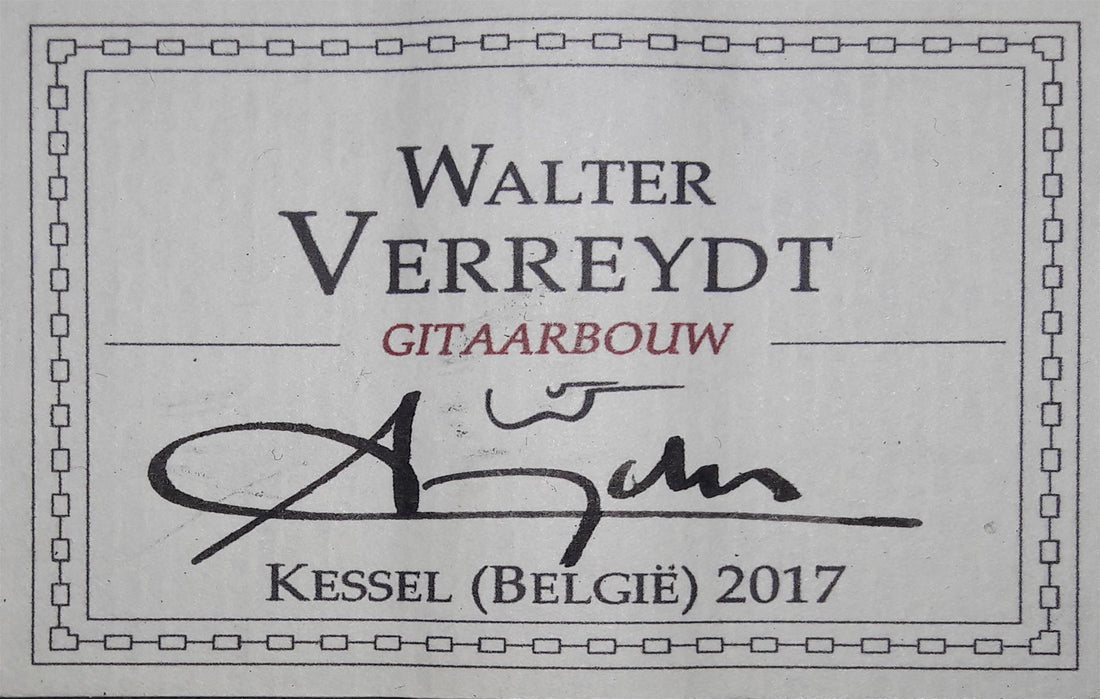 WALTER
VERREYDT
GITAARBOUW
KESSEL (BELGIË) 2017